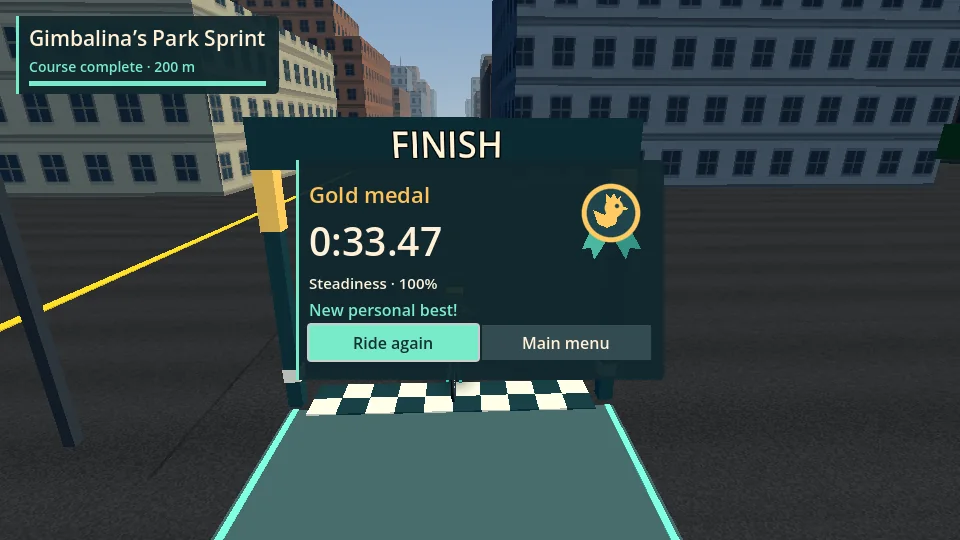 Gimbalina’s Park Sprint
Course complete · 200 m
FINISH
Gold medal
0:33.47
Steadiness · 100%
New personal best!
Ride again
Main menu